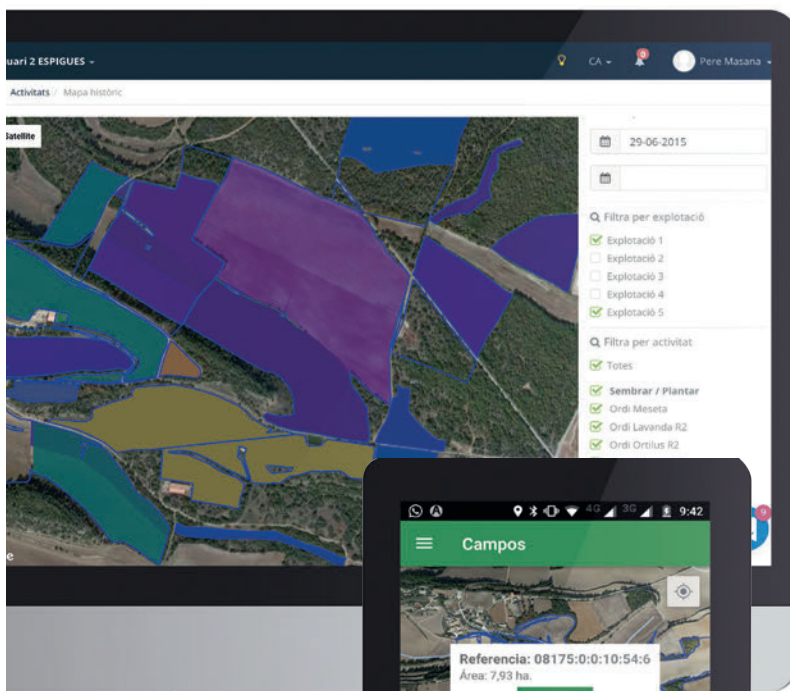 uari 2 ESPIGUES
CA
0
Pere Masana
Activitats / Mapa històric
Satellite
29-06-2015
Filtra per explotació
Explotació 1
Explotació 2
Explotació 3
Explotació 4
Explotació 5
Filtra per activitat
Totes
Sembrar / Plantar
Ordi Meseta
Ordi Lavanda R2
Ordi Ortilus R2
9
e
4G
3G
9:42
Campos
Referencia: 08175:0:0:10:54:6
Área: 7,93 ha.